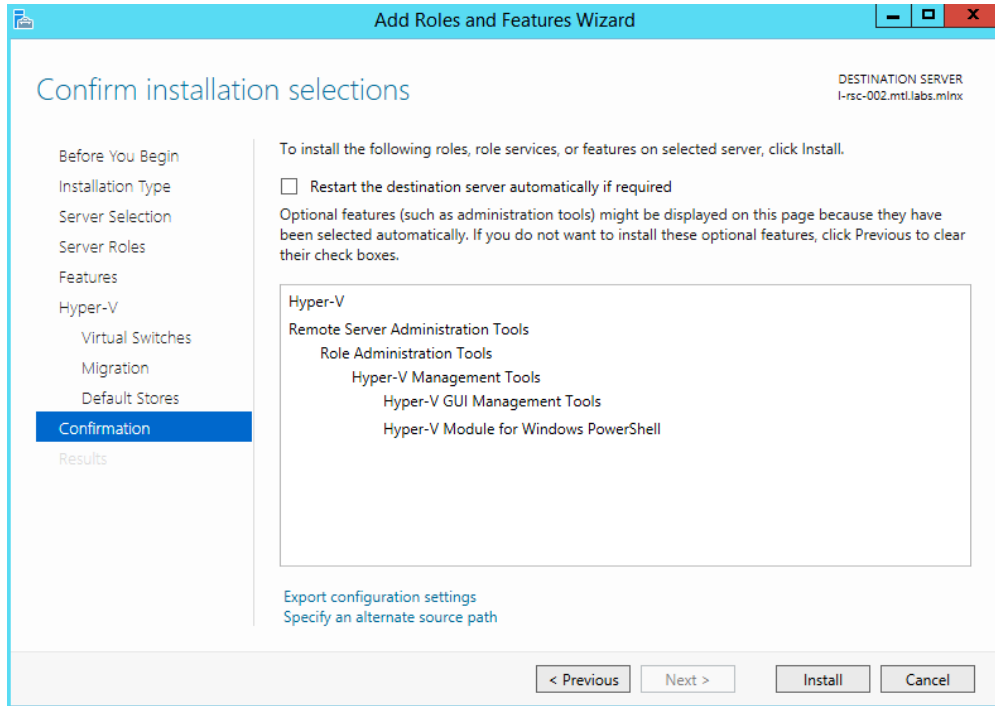 Add Roles and Features Wizard
Confirm installation selections
DESTINATION SERVER
l-rsc-002.mtl.labs.mlnx
Before You Begin
Installation Type
Server Selection
Server Roles
Features
Hyper-V
Virtual Switches
Migration
Default Stores
Confirmation
Results
To install the following roles, role services, or features on selected server, click Install.
Restart the destination server automatically if required
Optional features (such as administration tools) might be displayed on this page because they have
been selected automatically. If you do not want to install these optional features, click Previous to clear
their check boxes.
Hyper-V
Remote Server Administration Tools
Role Administration Tools
Hyper-V Management Tools
Hyper-V GUI Management Tools
Hyper-V Module for Windows PowerShell
Export configuration settings
Specify an alternate source path
< Previous
Next >
Install
Cancel